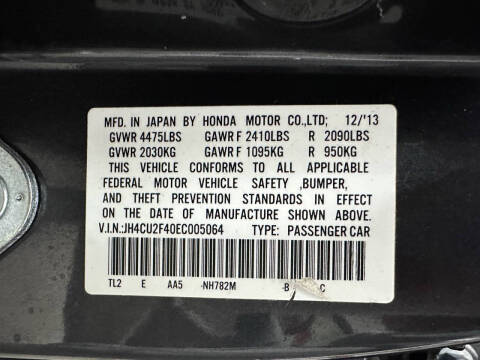 MFD. IN JAPAN BY HONDA MOTOR CO.,LTD; 12/'13
GVWR 4475LBS GAWR F 2410LBS R 2090LBS
GVWR 2030KG GAWR F 1095KG R 950KG
THIS VEHICLE CONFORMS TO ALL APPLICABLE
FEDERAL MOTOR VEHICLE SAFETY ,BUMPER,
AND THEFT PREVENTION STANDARDS IN EFFECT
ON THE DATE OF MANUFACTURE SHOWN ABOVE.
V.I.N.:JH4CU2F40EC005064 TYPE: PASSENGER CAR
TL2 E AA5 -NH782M -B C